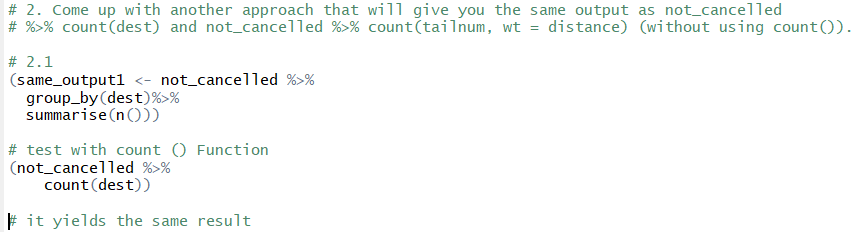 # 2. Come up with another approach that will give you the same output as not_cancelled
# %>% count(dest) and not_cancelled %>% count(tailnum, wt = distance) (without using count()).
# 2.1
(same_output1 <- not_cancelled %>%
  group_by(dest)%>%
  summarise(n()))
# test with count () Function
(not_cancelled %>%
    count(dest))
# it yields the same result